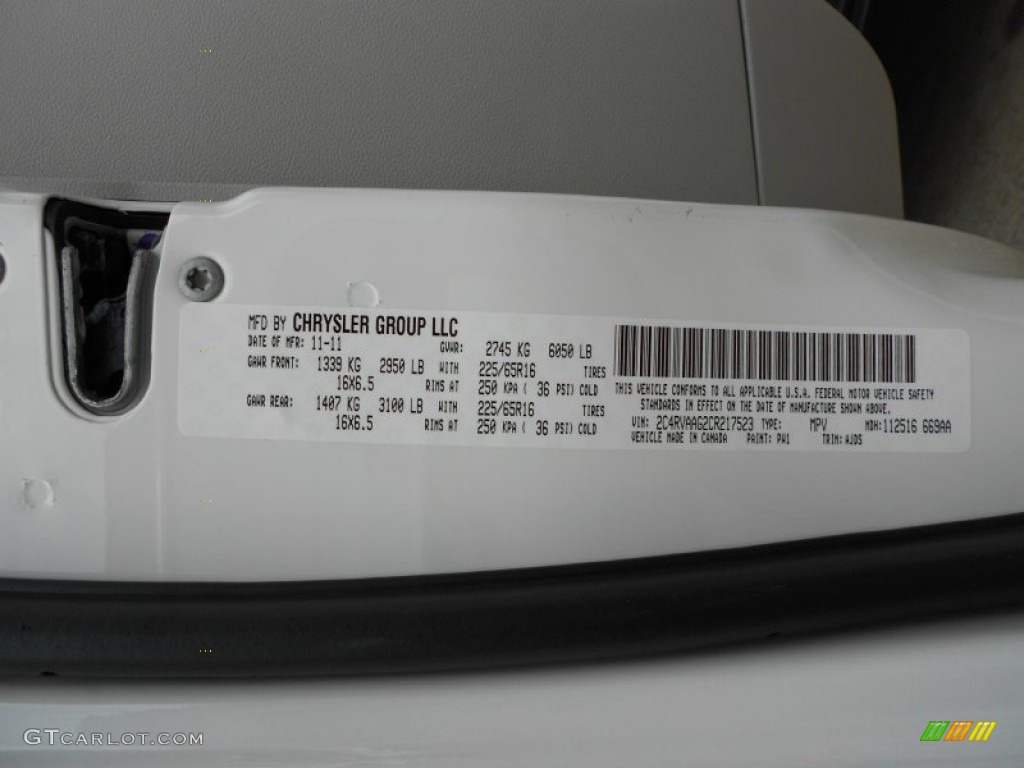 MFD BY CHRYSLER GROUP LLC
DATE OF MFR: 11-11 GVWR: 2745 KG 6050 LB
GAWR FRONT: 1339 KG 2950 LB WITH 225/65R16 TIRES
16X6.5 RIMS AT 250 KPA ( 36 PSI) COLD
GAWR REAR: 1407 KG 3100 LB WITH 225/65R16 TIRES
16X6.5 RIMS AT 250 KPA ( 36 PSI) COLD
THIS VEHICLE CONFORMS TO ALL APPLICABLE U.S.A. FEDERAL MOTOR VEHICLE SAFETY
STANDARDS IN EFFECT ON THE DATE OF MANUFACTURE SHOWN ABOVE.
VIN: 2C4RVAAG2CR217523 TYPE: MPV MDH:112516 669AA
VEHICLE MADE IN CANADA PAINT: PW1 TRIM: AJDS
GTCARLOT.COM